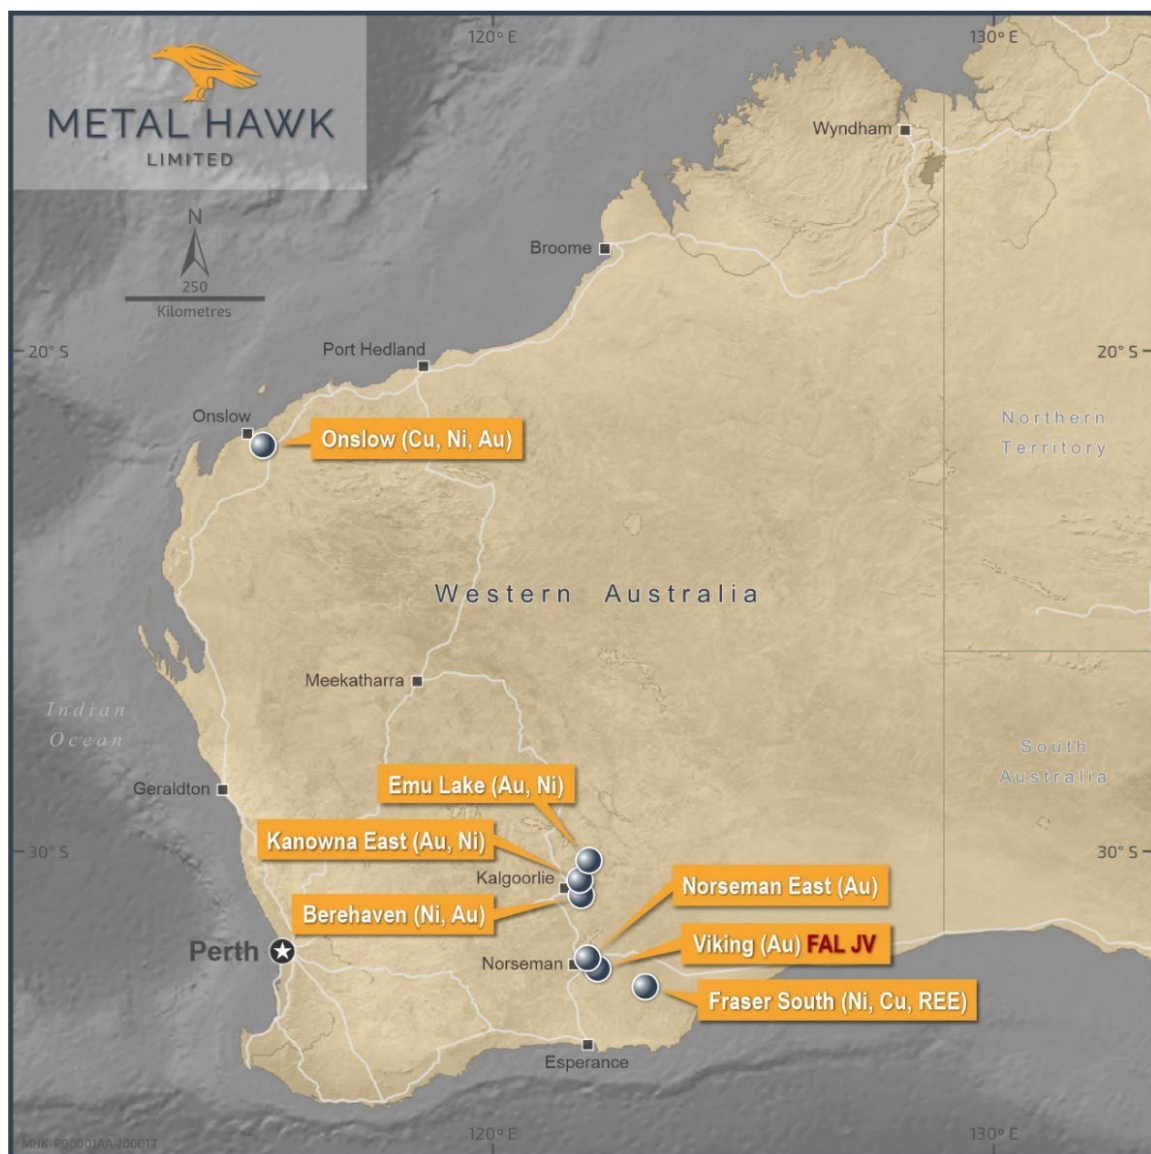 120° E
130° E
METAL HAWK
LIMITED
Wyndham
N
Broome
250
Kilometres
Port Hedland
20° S
20° S
Onslow
Onslow (Cu, Ni, Au)
Northern
Territory
Western Australia
Meekatharra
Indian
Ocean
South
Australia
Geraldton
Emu Lake (Au, Ni)
Kanowna East (Au, Ni)
30° S
30° S
Kalgoorlie
Norseman East (Au)
Berehaven (Ni, Au)
Perth
Viking (Au) FAL JV
Norseman
Fraser South (Ni, Cu, REE)
Esperance
120° E
130° E
MHK-P00001AA-J00017